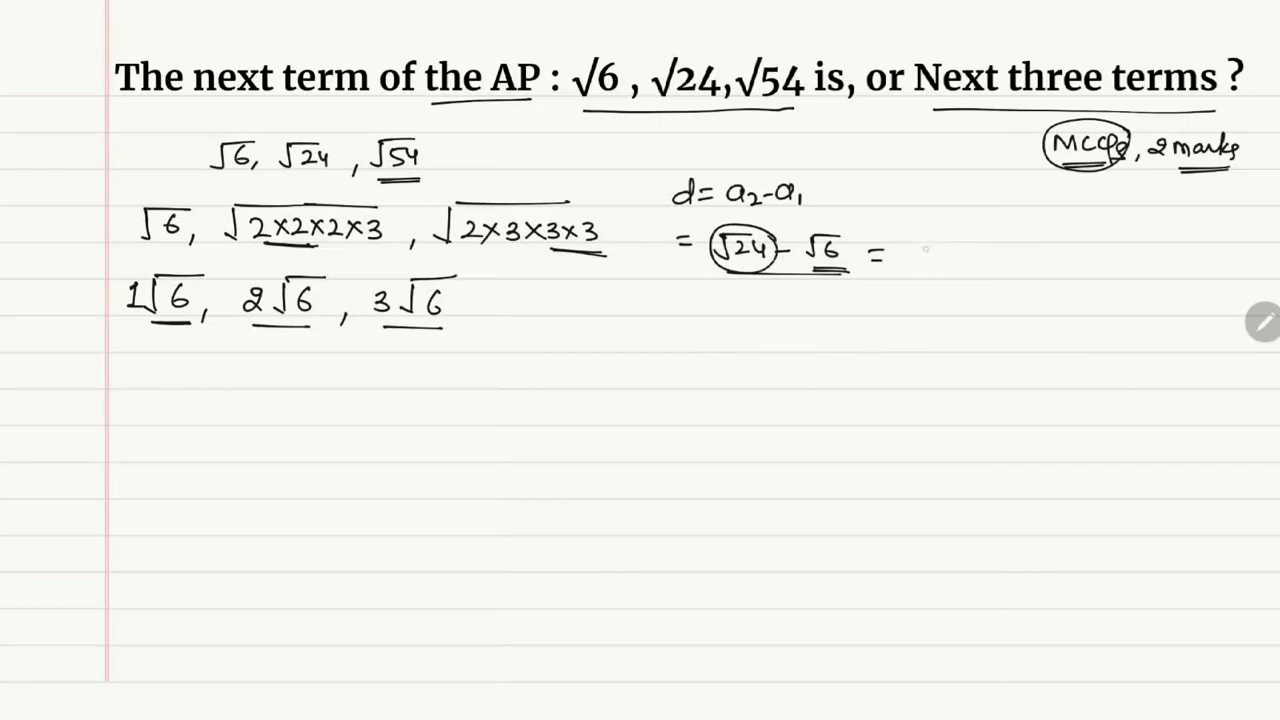 The next term of the AP : √6 , √24,√54 is, or Next three terms ?
√6, √24 , √54
MCQ, 2 marks
√6, √2×2×2×3 , √2×3×3×3
d= a₂-a₁
= √24 - √6 =
1√6, 2√6 , 3√6